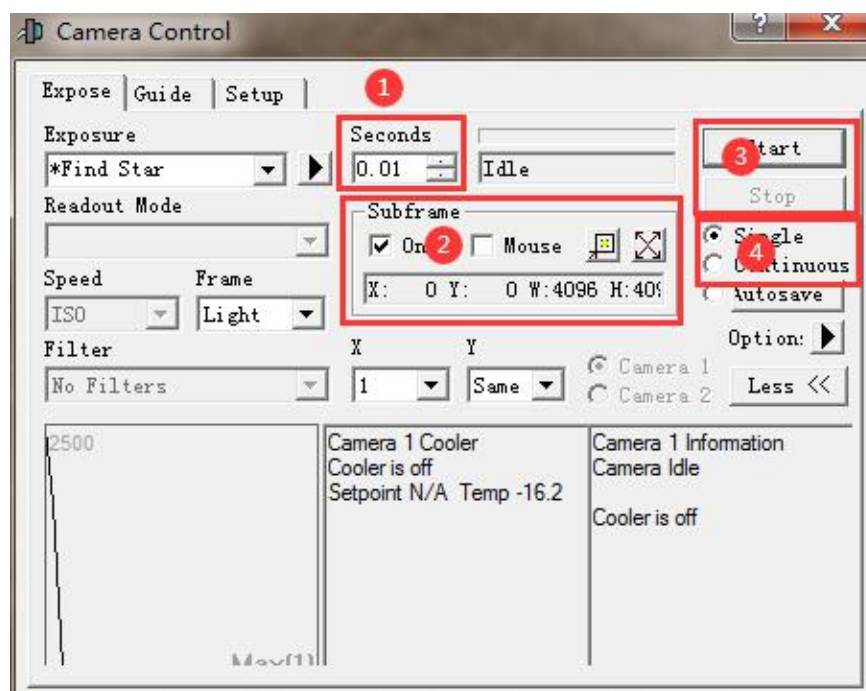 Camera Control
Expose Guide Setup
1
Exposure
Seconds
*Find Star
0.01
Idle
3
Stop
Readout Mode
Subframe
2
Mouse
Single
4
Continuous
Autosave
X: 0 Y: 0 W:4096 H:409
Speed Frame
ISO
Light
Option:
Filter
X Y
No Filters
1
Same
Camera 1
Camera 2
Less <<
2500
Max(1)
Camera 1 Cooler
Cooler is off
Setpoint N/A Temp -16.2
Camera 1 Information
Camera Idle
Cooler is off